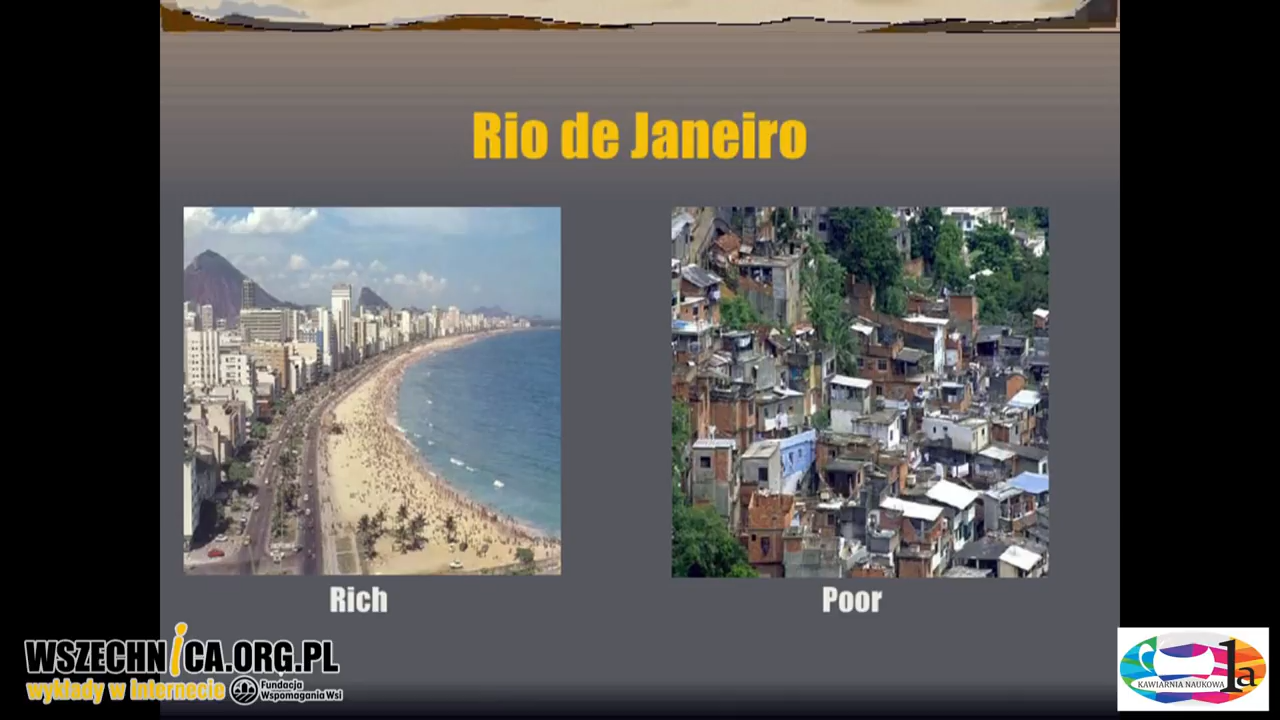 Rio de Janeiro
Rich
Poor
WSZECHNiCA.ORG.PL
wykłady w internecie
Fundacja
Wspomagania Wsi
KAWIARNIA NAUKOWA
1a